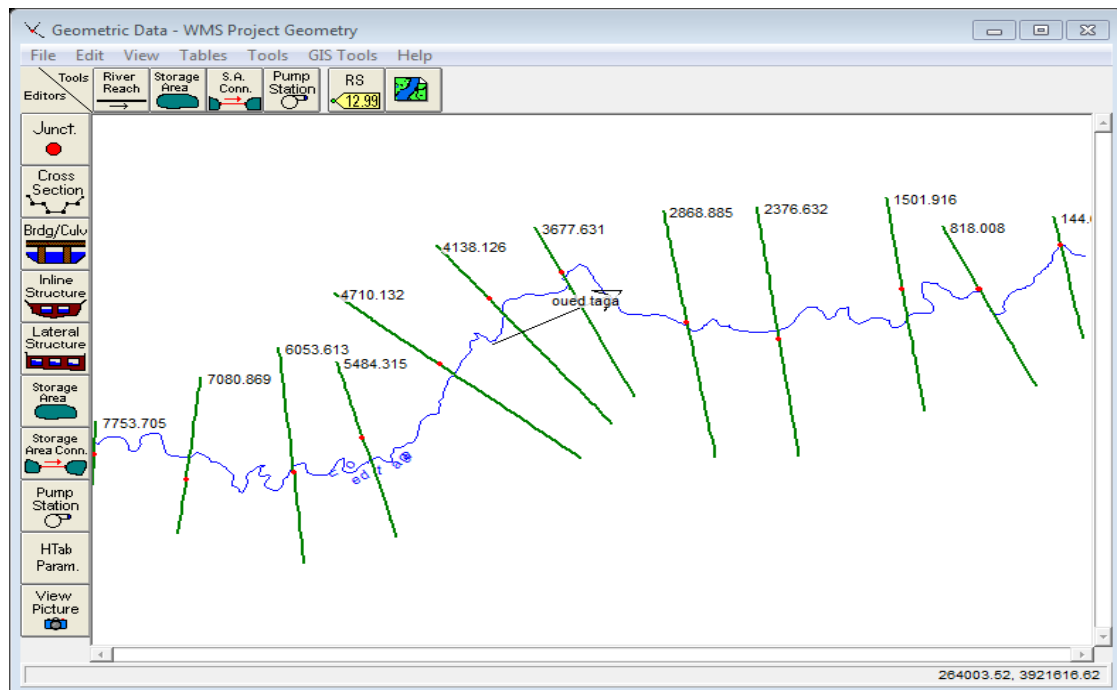 Geometric Data - WMS Project Geometry
File Edit View Tables Tools GIS Tools Help
Tools
Editors
River
Reach
Storage
Area
S.A.
Conn.
Pump
Station
RS
12.99
Junct.
Cross
Section
Brdg/Culv
Inline
Structure
Lateral
Structure
Storage
Area
Storage
Area Conn.
Pump
Station
HTab
Param.
View
Picture
1501.916
2868.885
2376.632
818.008
144.
3677.631
4138.126
4710.132
oued taga
6053.613
5484.315
7080.869
7753.705
264003.52, 3921616.62